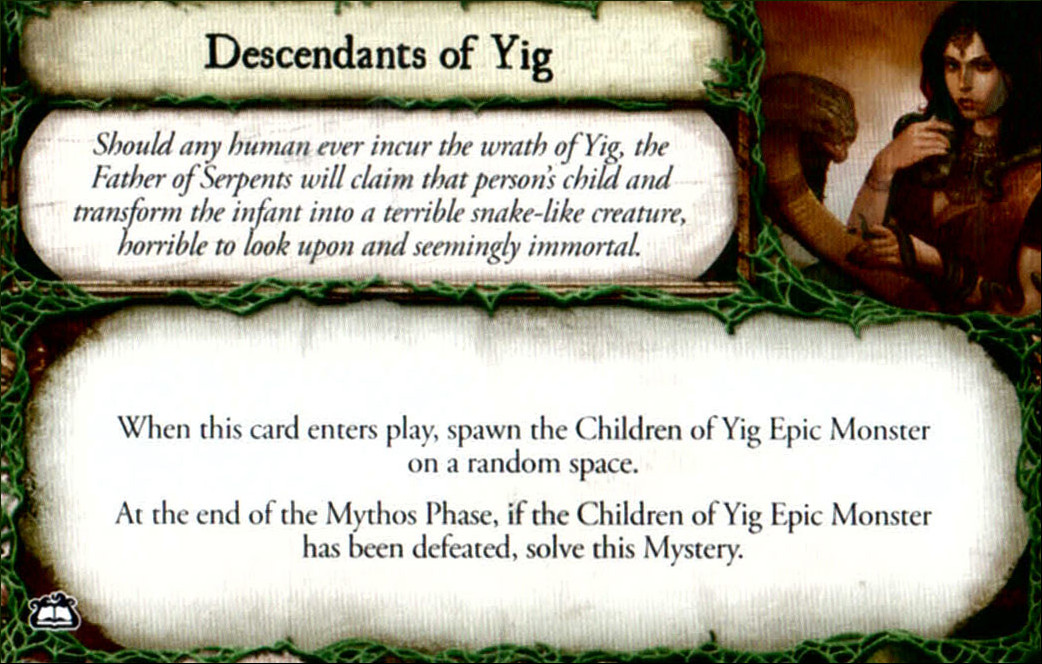 Descendants of Yig
Should any human ever incur the wrath of Yig, the
Father of Serpents will claim that person's child and
transform the infant into a terrible snake-like creature,
horrible to look upon and seemingly immortal.
When this card enters play, spawn the Children of Yig Epic Monster
on a random space.
At the end of the Mythos Phase, if the Children of Yig Epic Monster
has been defeated, solve this Mystery.